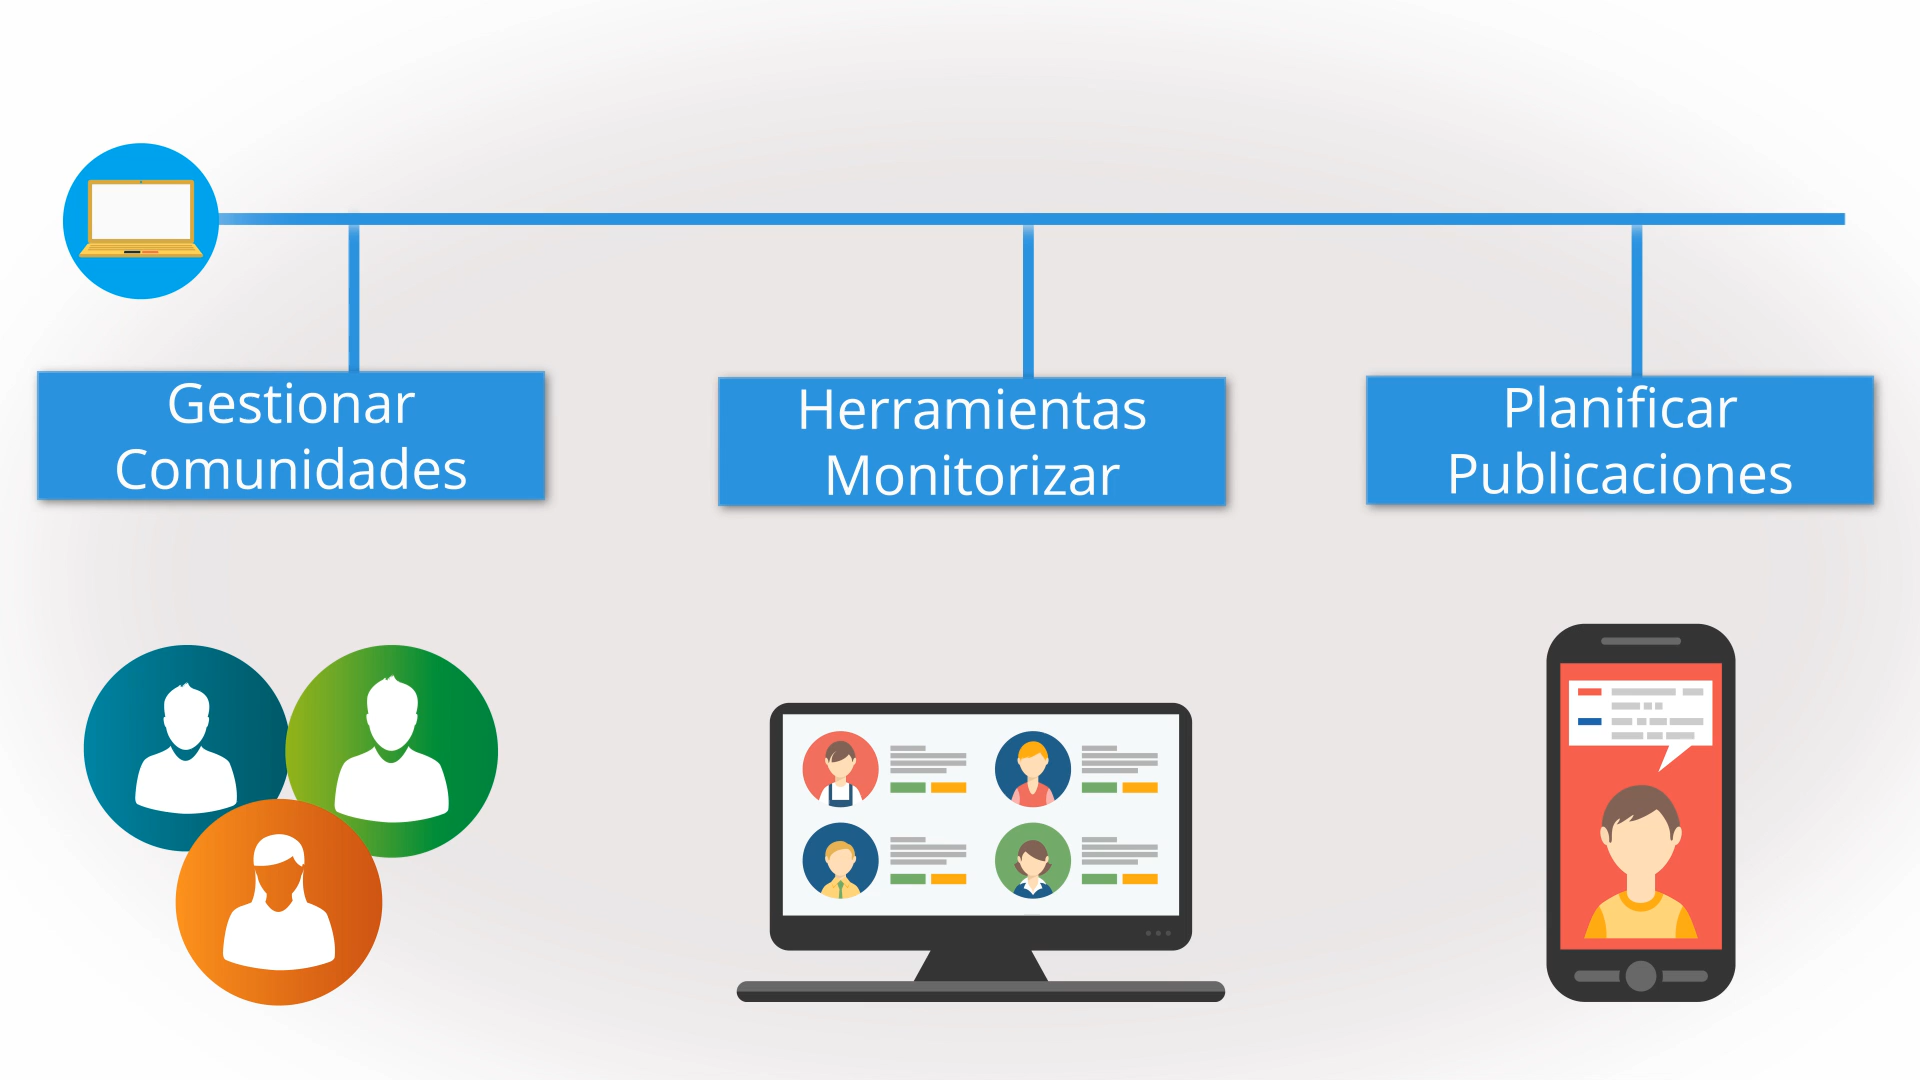 Gestionar
Comunidades
Herramientas
Monitorizar
Planificar
Publicaciones